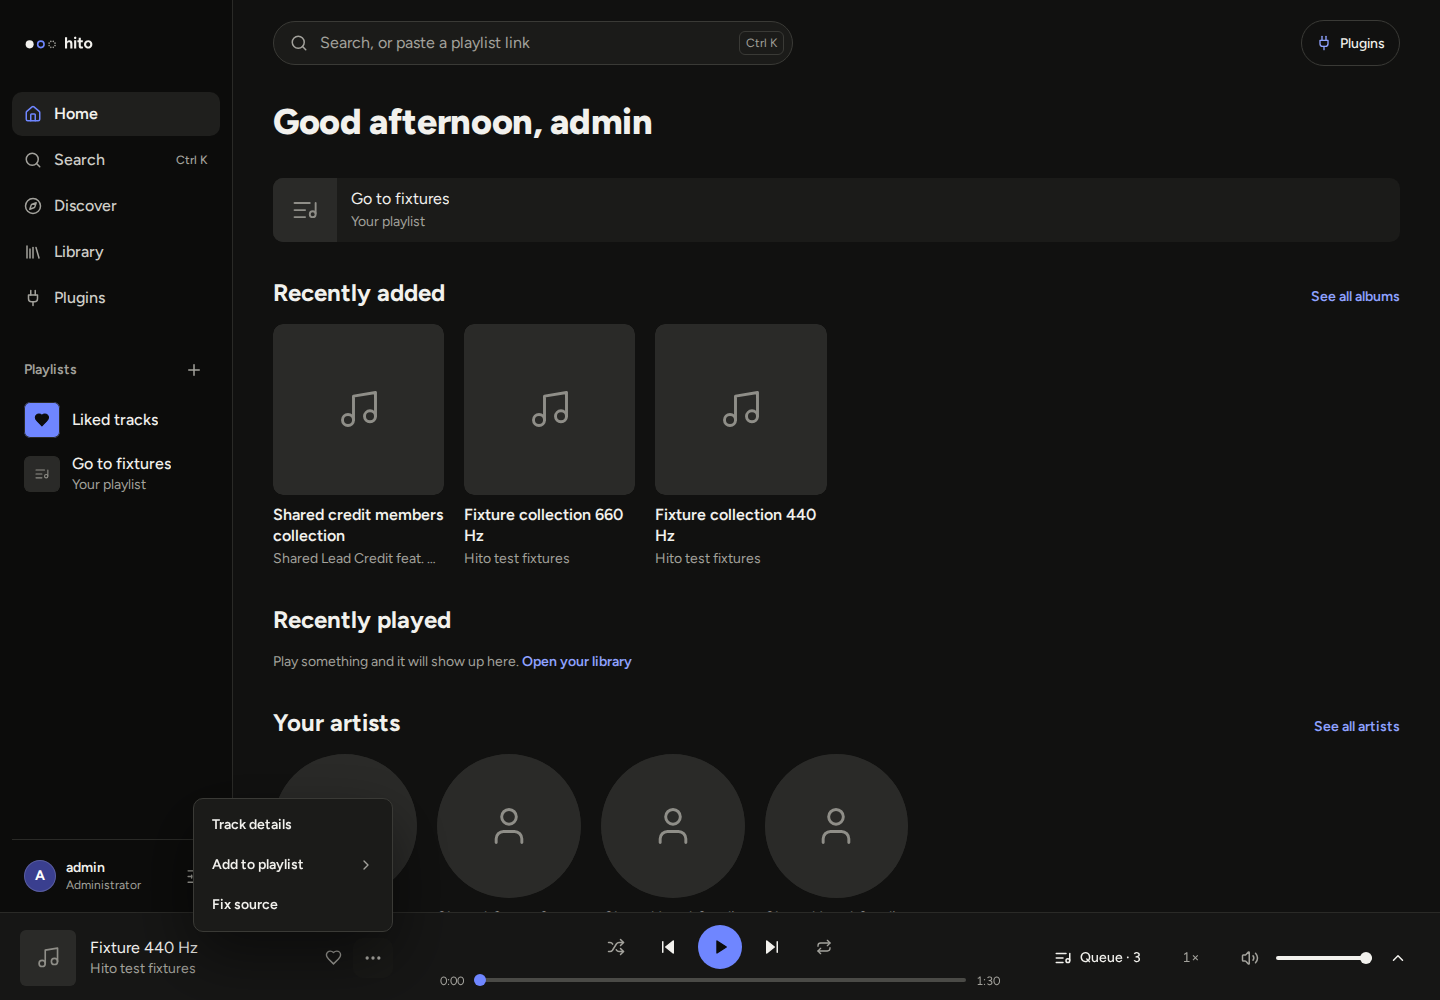 hito
Search, or paste a playlist link
Ctrl K
Plugins
Home
Search
Ctrl K
Discover
Library
Plugins
Playlists
Liked tracks
Go to fixtures
Your playlist
Good afternoon, admin
Go to fixtures
Your playlist
Recently added
See all albums
Shared credit members
collection
Shared Lead Credit feat. ...
Fixture collection 660
Hz
Hito test fixtures
Fixture collection 440
Hz
Hito test fixtures
Recently played
Play something and it will show up here. Open your library
Your artists
See all artists
Track details
Add to playlist
Fix source
A
admin
Administrator
Fixture 440 Hz
Hito test fixtures
0:00
1:30
Queue · 3
1×